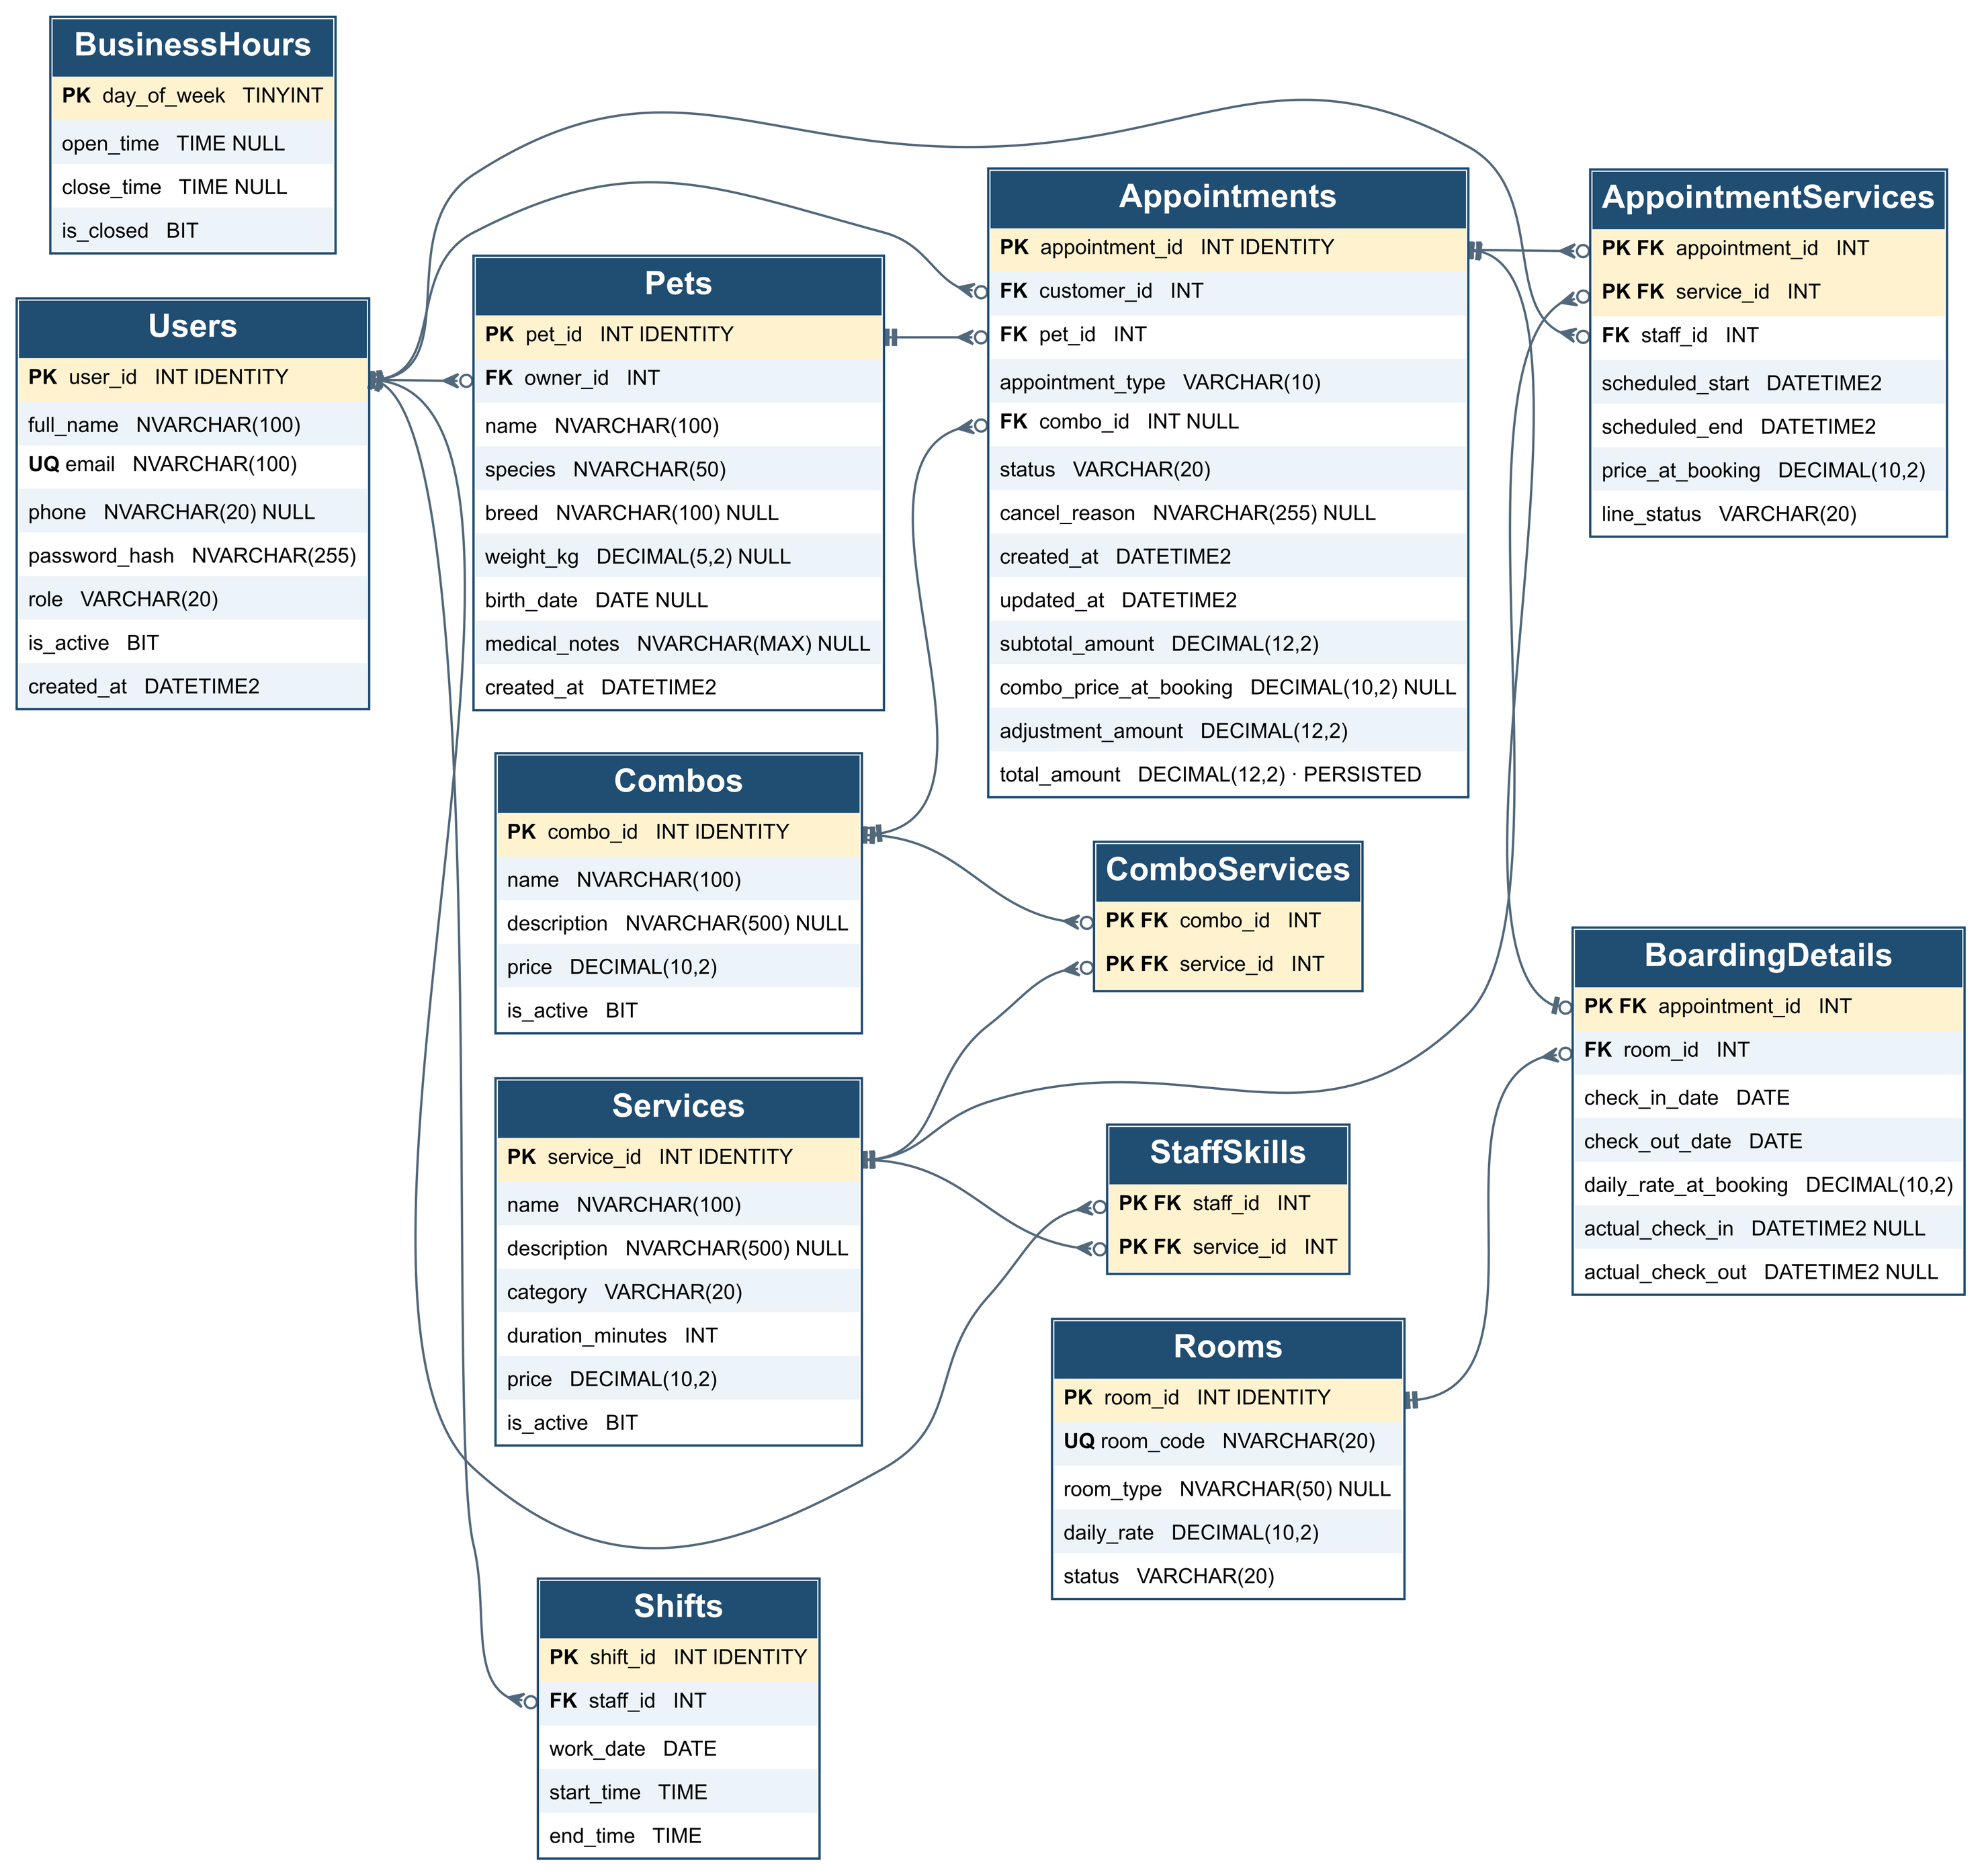 BusinessHours
PK day_of_week TINYINT
open_time TIME NULL
close_time TIME NULL
is_closed BIT
Users
PK user_id INT IDENTITY
full_name NVARCHAR(100)
UQ email NVARCHAR(100)
phone NVARCHAR(20) NULL
password_hash NVARCHAR(255)
role VARCHAR(20)
is_active BIT
created_at DATETIME2
Pets
PK pet_id INT IDENTITY
FK owner_id INT
name NVARCHAR(100)
species NVARCHAR(50)
breed NVARCHAR(100) NULL
weight_kg DECIMAL(5,2) NULL
birth_date DATE NULL
medical_notes NVARCHAR(MAX) NULL
created_at DATETIME2
Appointments
PK appointment_id INT IDENTITY
FK customer_id INT
FK pet_id INT
appointment_type VARCHAR(10)
FK combo_id INT NULL
status VARCHAR(20)
cancel_reason NVARCHAR(255) NULL
created_at DATETIME2
updated_at DATETIME2
subtotal_amount DECIMAL(12,2)
combo_price_at_booking DECIMAL(10,2) NULL
adjustment_amount DECIMAL(12,2)
total_amount DECIMAL(12,2) · PERSISTED
AppointmentServices
PK FK appointment_id INT
PK FK service_id INT
FK staff_id INT
scheduled_start DATETIME2
scheduled_end DATETIME2
price_at_booking DECIMAL(10,2)
line_status VARCHAR(20)
Combos
PK combo_id INT IDENTITY
name NVARCHAR(100)
description NVARCHAR(500) NULL
price DECIMAL(10,2)
is_active BIT
ComboServices
PK FK combo_id INT
PK FK service_id INT
BoardingDetails
PK FK appointment_id INT
FK room_id INT
check_in_date DATE
check_out_date DATE
daily_rate_at_booking DECIMAL(10,2)
actual_check_in DATETIME2 NULL
actual_check_out DATETIME2 NULL
Services
PK service_id INT IDENTITY
name NVARCHAR(100)
description NVARCHAR(500) NULL
category VARCHAR(20)
duration_minutes INT
price DECIMAL(10,2)
is_active BIT
StaffSkills
PK FK staff_id INT
PK FK service_id INT
Rooms
PK room_id INT IDENTITY
UQ room_code NVARCHAR(20)
room_type NVARCHAR(50) NULL
daily_rate DECIMAL(10,2)
status VARCHAR(20)
Shifts
PK shift_id INT IDENTITY
FK staff_id INT
work_date DATE
start_time TIME
end_time TIME